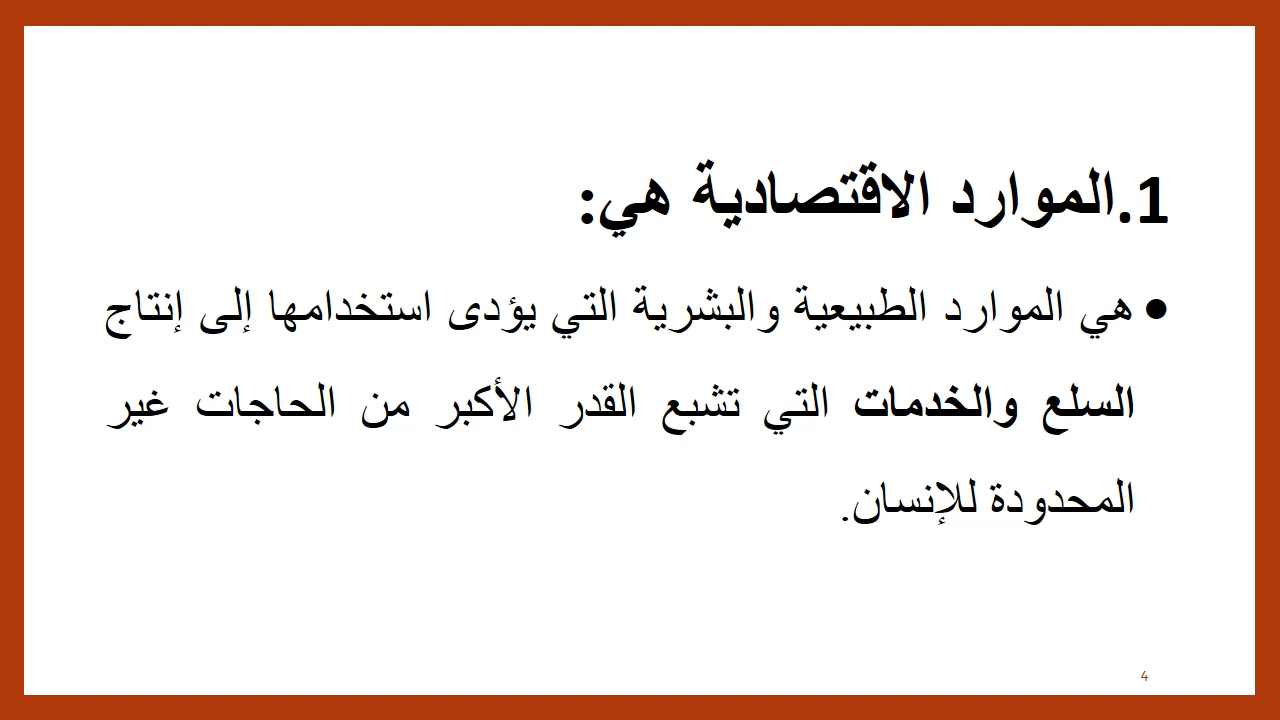 1.الموارد الاقتصادية هي:
• هي الموارد الطبيعية والبشرية التي يؤدى استخدامها إلى إنتاج
السلع والخدمات التي تشبع القدر الأكبر من الحاجات غير
المحدودة للإنسان.
4